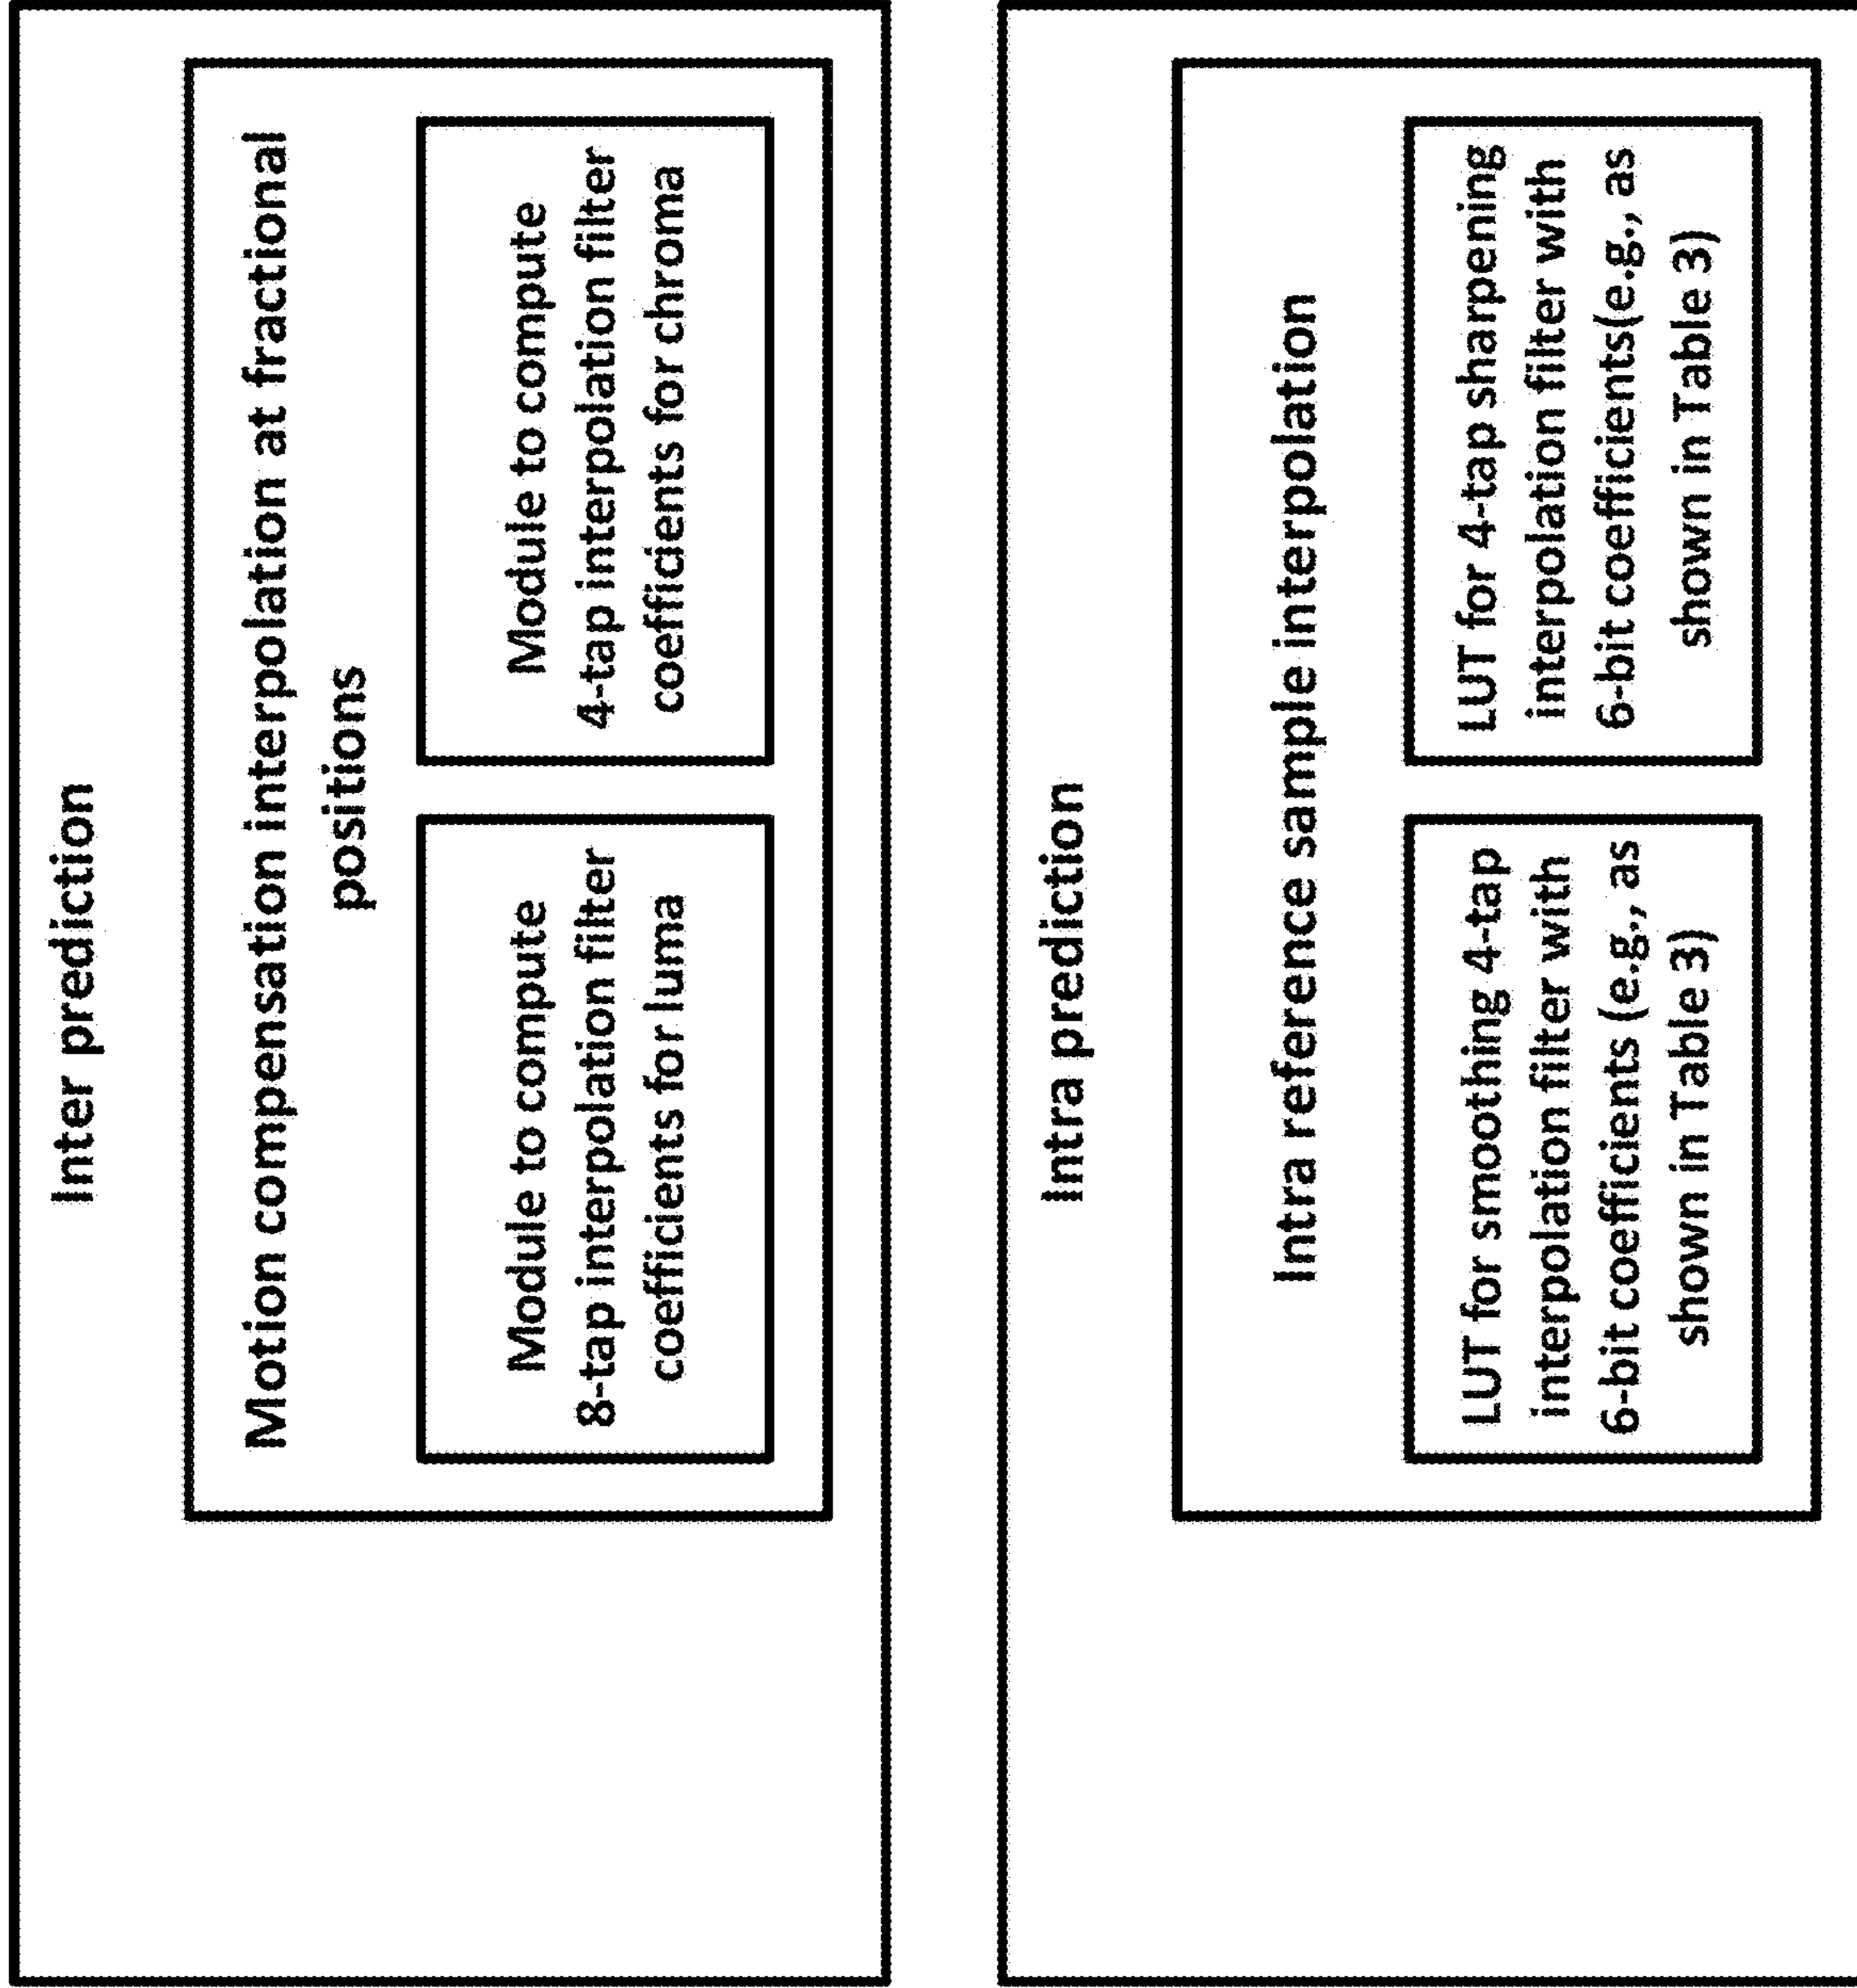 Inter prediction
Motion compensation interpolation at fractional
positions
Module to compute
8-tap interpolation filter
coefficients for luma
Module to compute
4-tap interpolation filter
coefficients for chroma
Intra prediction
Intra reference sample interpolation
LUT for smoothing 4-tap
interpolation filter with
6-bit coefficients (e.g., as
shown in Table 3)
LUT for 4-tap sharpening
interpolation filter with
6-bit coefficients(e.g., as
shown in Table 3)